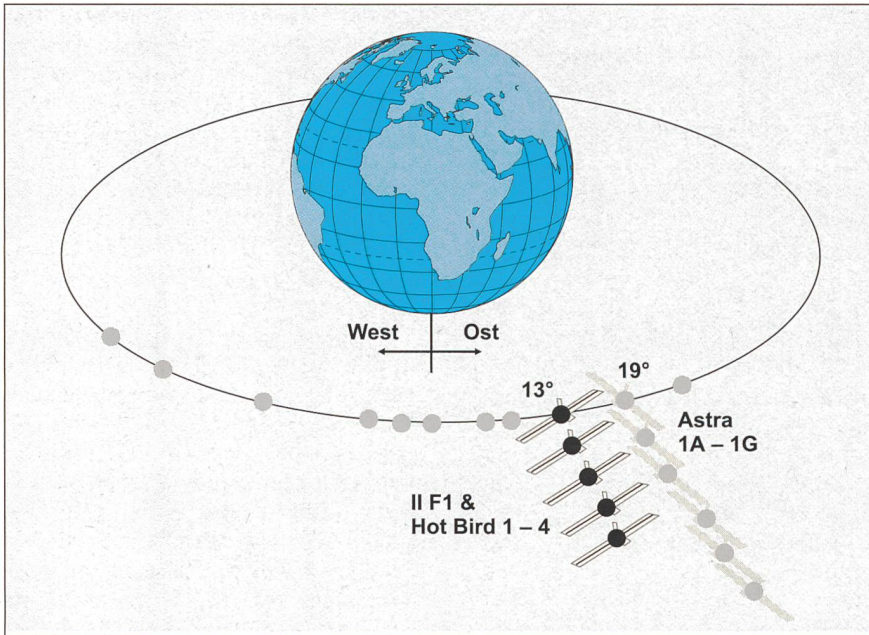 West Ost
13°
19°
Astra
1A – 1G
II F1 &
Hot Bird 1 – 4